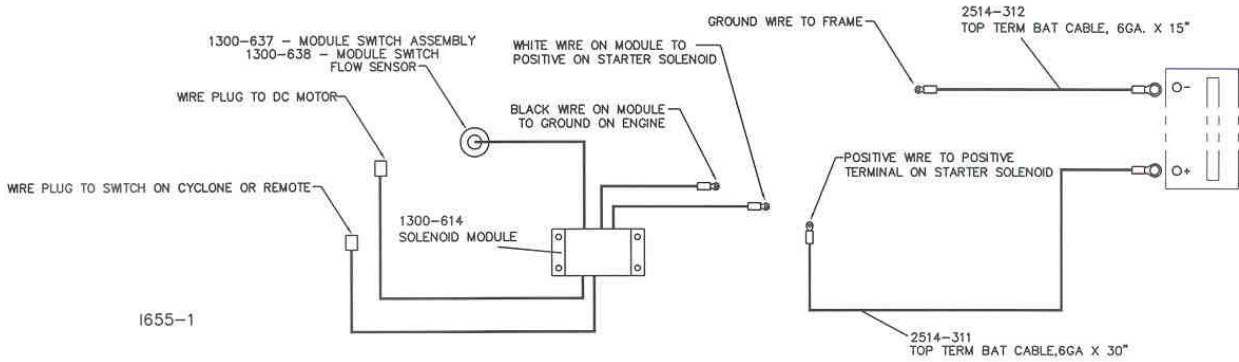 2514-312
TOP TERM BAT CABLE, 6GA. X 15"
GROUND WIRE TO FRAME
1300-637 - MODULE SWITCH ASSEMBLY
1300-638 - MODULE SWITCH
FLOW SENSOR
WHITE WIRE ON MODULE TO
POSITIVE ON STARTER SOLENOID
WIRE PLUG TO DC MOTOR
BLACK WIRE ON MODULE
TO GROUND ON ENGINE
-
POSITIVE WIRE TO POSITIVE
TERMINAL ON STARTER SOLENOID
+
WIRE PLUG TO SWITCH ON CYCLONE OR REMOTE
1300-614
SOLENOID MODULE
1655-1
2514-311
TOP TERM BAT CABLE,6GA X 30"